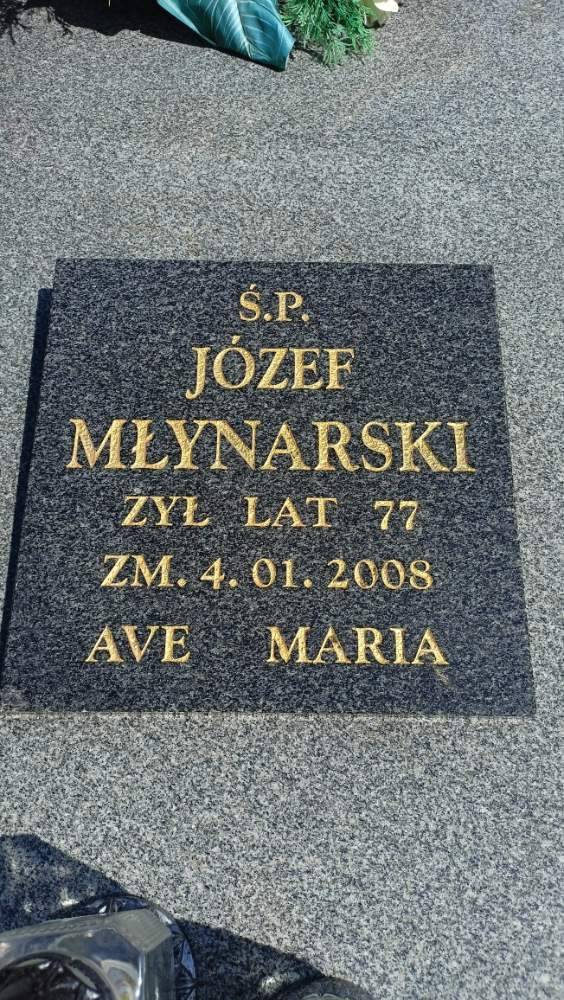 Ś.P.
JÓZEF
MŁYNARSKI
ZYŁ LAT 77
ZM. 4. 01. 2008
AVE MARIA